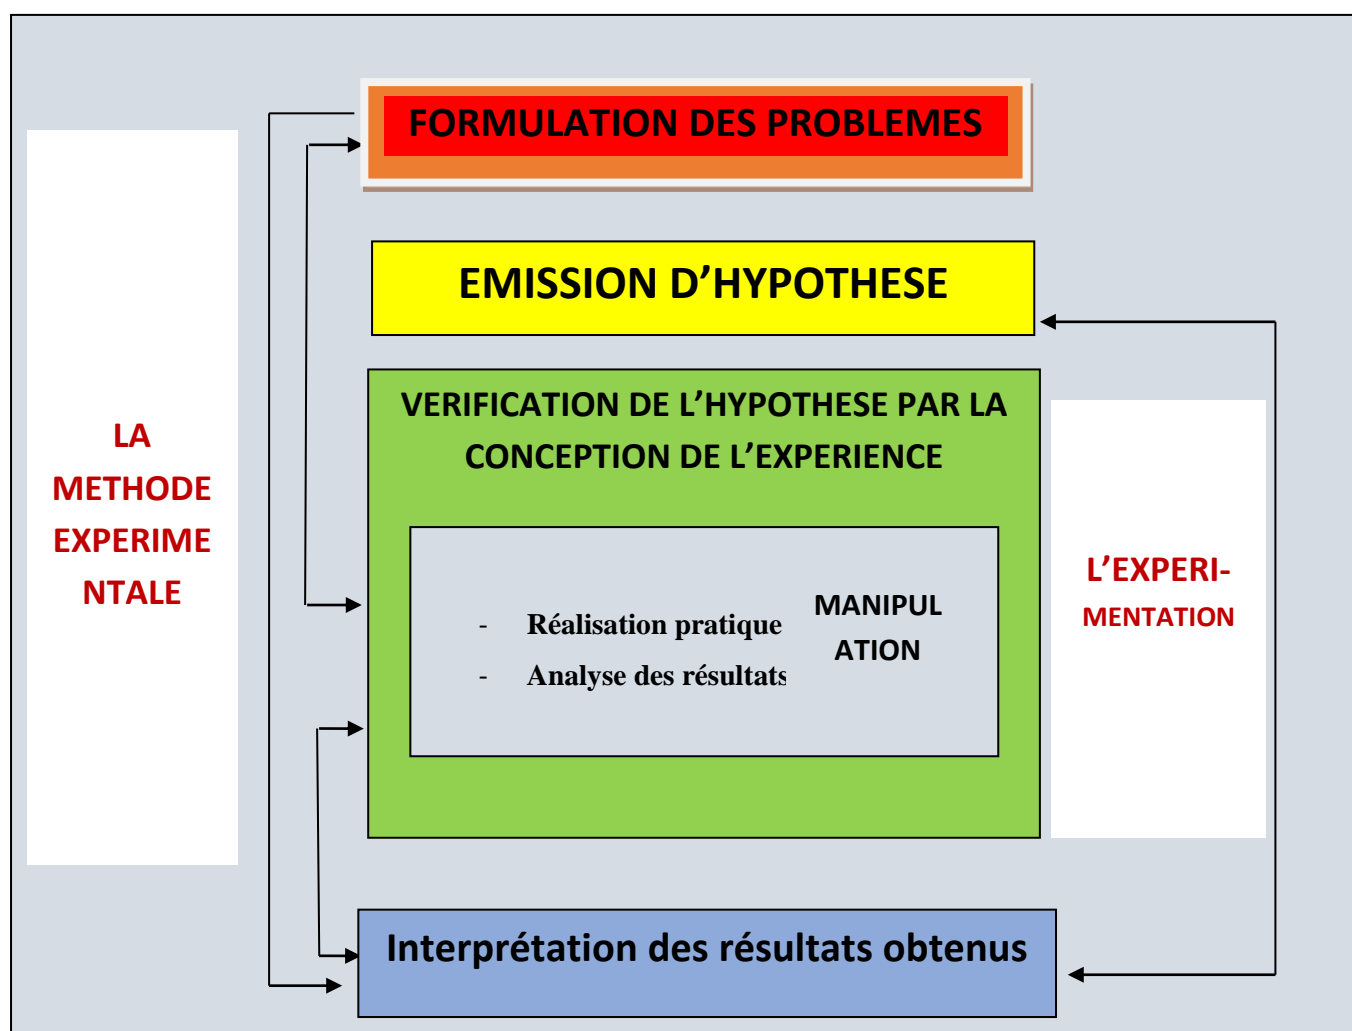 FORMULATION DES PROBLEMES
EMISSION D’HYPOTHESE
VERIFICATION DE L’HYPOTHESE PAR LA
CONCEPTION DE L’EXPERIENCE
- Réalisation pratique
- Analyse des résultats
MANIPUL
ATION
LA
METHODE
EXPERIME
NTALE
L’EXPERI-
MENTATION
Interprétation des résultats obtenus